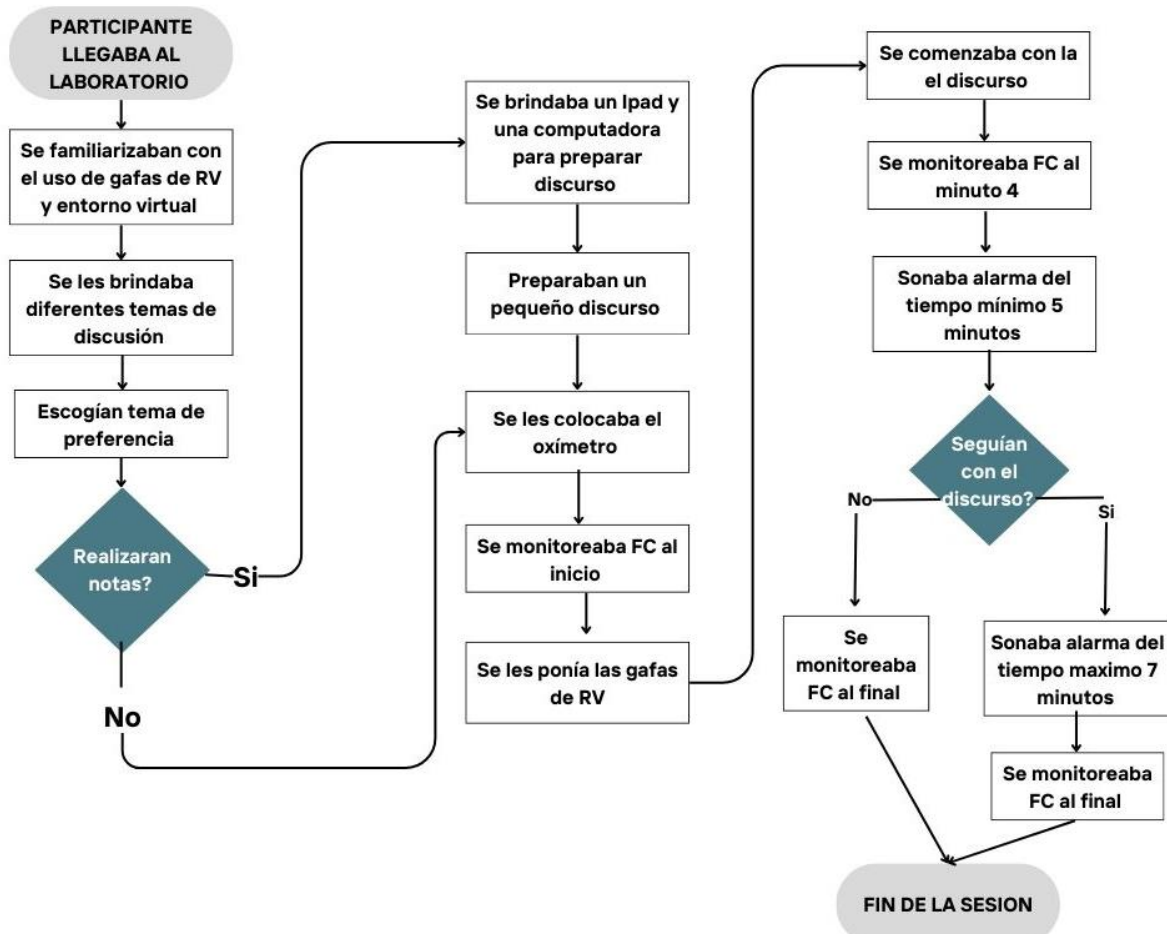 PARTICIPANTE
LLEGABA AL
LABORATORIO
Se familiarizaban con
el uso de gafas de RV
y entorno virtual
Se les brindaba
diferentes temas de
discusión
Escogían tema de
preferencia
Realizaran
notas?
Si
No
Se brindaba un Ipad y
una computadora
para preparar
discurso
Preparaban un
pequeño discurso
Se les colocaba el
oxímetro
Se monitoreaba FC al
inicio
Se les ponía las gafas
de RV
Se comenzaba con la
el discurso
Se monitoreaba FC al
minuto 4
Sonaba alarma del
tiempo mínimo 5
minutos
Seguían
con el
discurso?
No
Si
Se
monitoreaba
FC al final
Sonaba alarma del
tiempo maximo 7
minutos
Se monitoreaba
FC al final
FIN DE LA SESION